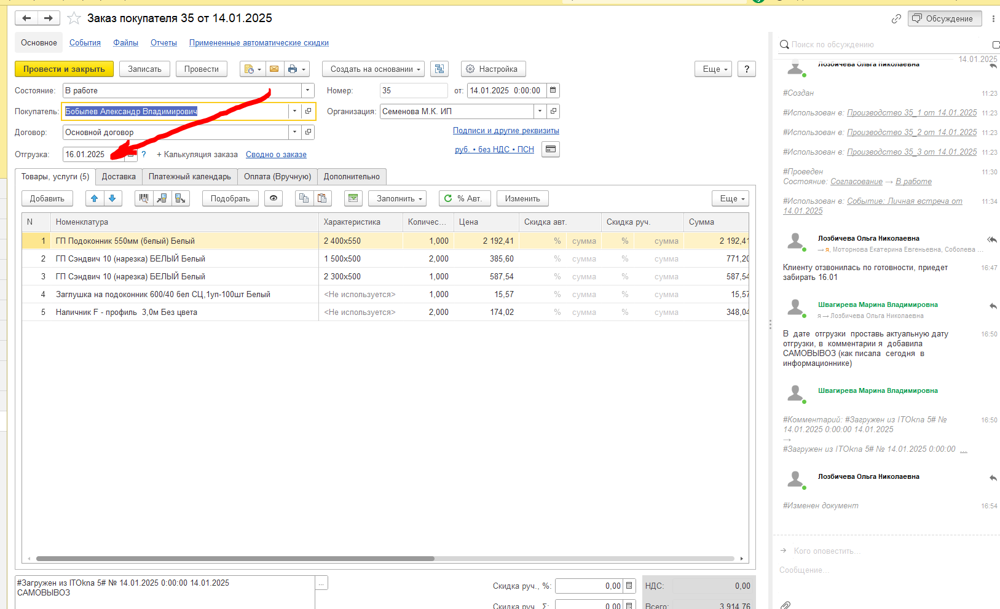 Заказ покупателя 35 от 14.01.2025
Обсуждение
Основное События Файлы Отчеты Примененные автоматические скидки
Провести и закрыть Записать Провести Создать на основании Настройка Еще ?
Состояние: В работе Номер: 35 от: 14.01.2025 0:00:00
Покупатель: Бобылев Александр Владимирович Организация: Семенова М.К. ИП
Договор: Основной договор Подписи и другие реквизиты
Отгрузка: 16.01.2025 ? + Калькуляция заказа Сводно о заказе руб. • без НДС • ПСН
Товары, услуги (5) Доставка Платежный календарь Оплата (Вручную) Дополнительно
Добавить Подобрать Заполнить % Авт. Изменить Еще
N Номенклатура Характеристика Количес... Цена Скидка авт. Скидка руч. Сумма
1 ГП Подоконник 550мм (белый) Белый 2 400х550 1,000 2 192,41 % сумма % сумма 2 192,41
2 ГП Сэндвич 10 (нарезка) БЕЛЫЙ Белый 1 500х500 2,000 385,60 % сумма % сумма 771,20
3 ГП Сэндвич 10 (нарезка) БЕЛЫЙ Белый 2 300х500 1,000 587,54 % сумма % сумма 587,54
4 Заглушка на подоконник 600/40 бел СЦ,1уп-100шт Белый <Не используется> 1,000 15,57 % сумма % сумма 15,57
5 Наличник F - профиль 3,0м Без цвета <Не используется> 2,000 174,02 % сумма % сумма 348,04
#Загружен из ITOkna 5# № 14.01.2025 0:00:00 14.01.2025
САМОВЫВОЗ
...
Скидка руч., %: 0,00 НДС: 0,00
Скидка руч., Σ: 0,00 Всего: 3 914,76
Поиск по обсуждению
14.01.2025
Лозбичева Ольга Николаевна
#Создан 11:23
#Использован в: Производство 35_1 от 14.01.2025 11:23
#Использован в: Производство 35_2 от 14.01.2025 11:23
#Использован в: Производство 35_3 от 14.01.2025 11:23
#Проведен 11:30
Состояние: Согласование → В работе
#Использован в: Событие: Личная встреча от 11:34
14.01.2025
Лозбичева Ольга Николаевна
→ я, Моторнова Екатерина Евгеньевна, Соболева ...
Клиенту отзвонилась по готовности, приедет 16:47
забирать 16.01
Швагирева Марина Владимировна
я → Лозбичева Ольга Николаевна
В дате отгрузки проставь актуальную дату 16:50
отгрузки, в комментарии я добавила
САМОВЫВОЗ (как писала сегодня в
информационнике)
Швагирева Марина Владимировна
#Комментарий: #Загружен из ITOkna 5# № 16:50
14.01.2025 0:00:00 14.01.2025
→
#Загружен из ITOkna 5# № 14.01.2025 0:00:00 ...
Лозбичева Ольга Николаевна
#Изменен документ 16:54
Кого оповестить...
Сообщение...